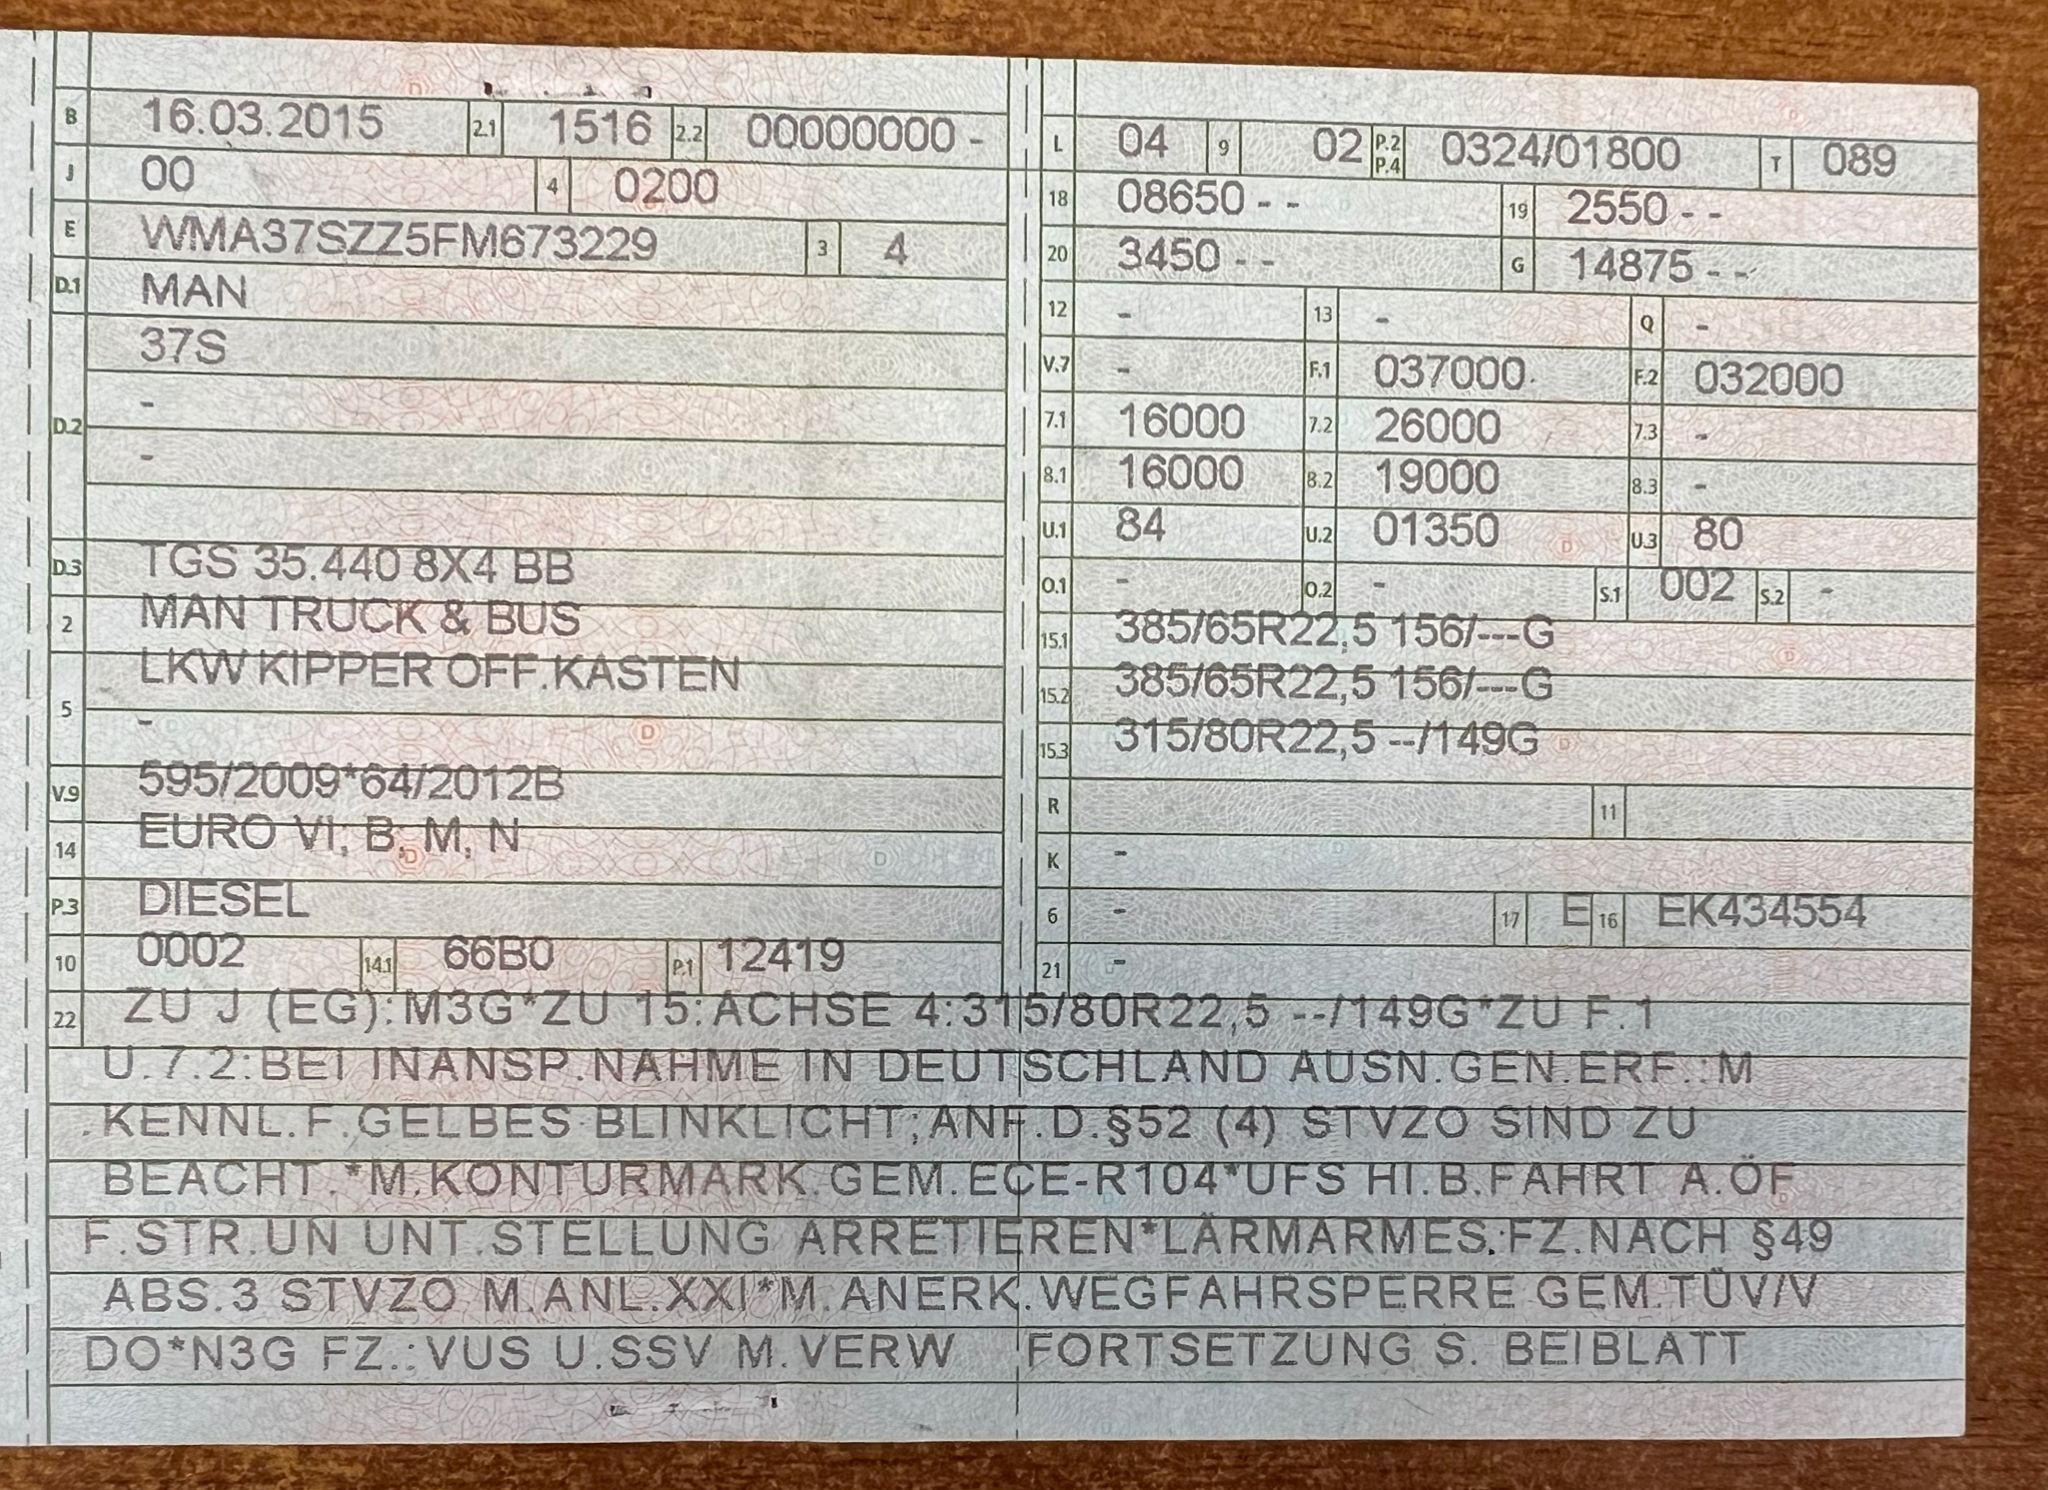 B 16.03.2015 2.1 1516 2.2 00000000 -
J 00 4 0200
E WMA37SZZ5FM673229 3 4
D.1 MAN
37S
D.2 -
-
D.3 TGS 35.440 8X4 BB
2 MAN TRUCK & BUS
5 LKW KIPPER OFF.KASTEN
-
V.9 595/2009*64/2012B
14 EURO VI, B, M, N
P.3 DIESEL
10 0002 14.1 66B0 P.1 12419
L 04 9 02 P.2 P.4 0324/01800 T 089
18 08650 - - 19 2550 - -
20 3450 - - G 14875 - -
12 - 13 - Q -
V.7 - F.1 037000 F.2 032000
7.1 16000 7.2 26000 7.3 -
8.1 16000 8.2 19000 8.3 -
U.1 84 U.2 01350 U.3 80
O.1 - O.2 - S.1 002 S.2 -
15.1 385/65R22,5 156/---G
15.2 385/65R22,5 156/---G
15.3 315/80R22,5 --/149G
R 11
K -
6 - 17 E 16 EK434554
21 -
22 ZU J (EG):M3G*ZU 15:ACHSE 4:315/80R22,5 --/149G*ZU F.1
U.7.2:BEI INANSP.NAHME IN DEUTSCHLAND AUSN.GEN.ERF.:M
.KENNL.F.GELBES BLINKLICHT;ANF.D.§52 (4) STVZO SIND ZU
BEACHT.*M.KONTURMARK.GEM.ECE-R104*UFS HI.B.FAHRT A.ÖF
F.STR.UN UNT.STELLUNG ARRETIEREN*LÄRMARMES.FZ.NACH §49
ABS.3 STVZO M.ANL.XXI*M.ANERK.WEGFAHRSPERRE GEM.TÜV/V
DO*N3G FZ.:VUS U.SSV M.VERW FORTSETZUNG S. BEIBLATT